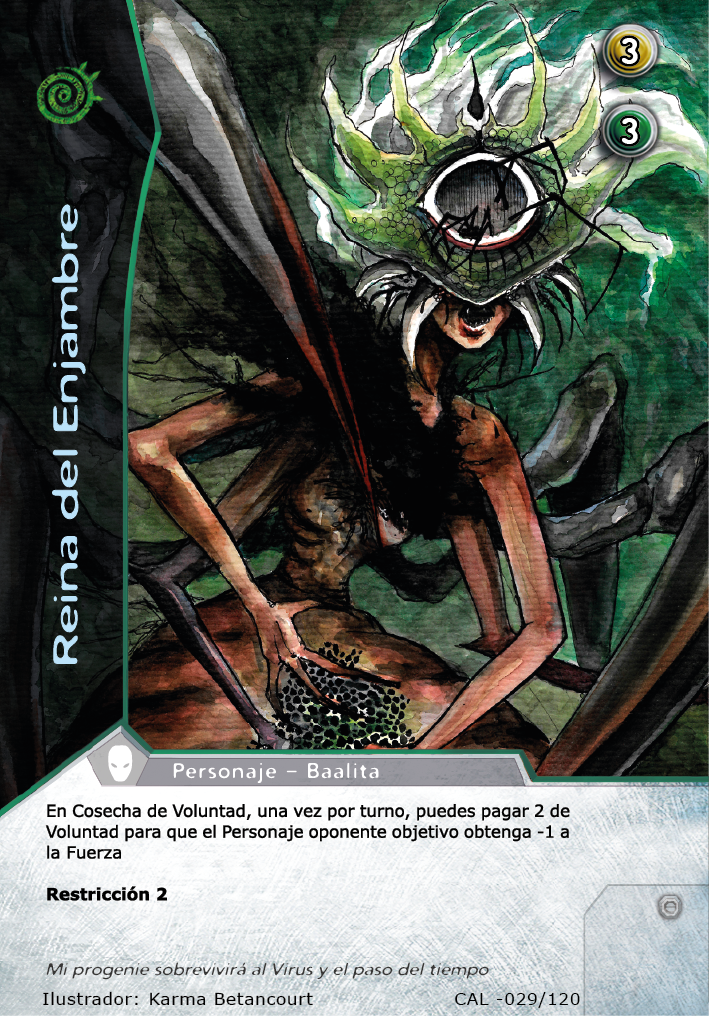 3
3
Reina del Enjambre
Personaje – Baalita
En Cosecha de Voluntad, una vez por turno, puedes pagar 2 de
Voluntad para que el Personaje oponente objetivo obtenga -1 a
la Fuerza
Restricción 2
Mi progenie sobrevivirá al Virus y el paso del tiempo
Ilustrador: Karma Betancourt
CAL -029/120